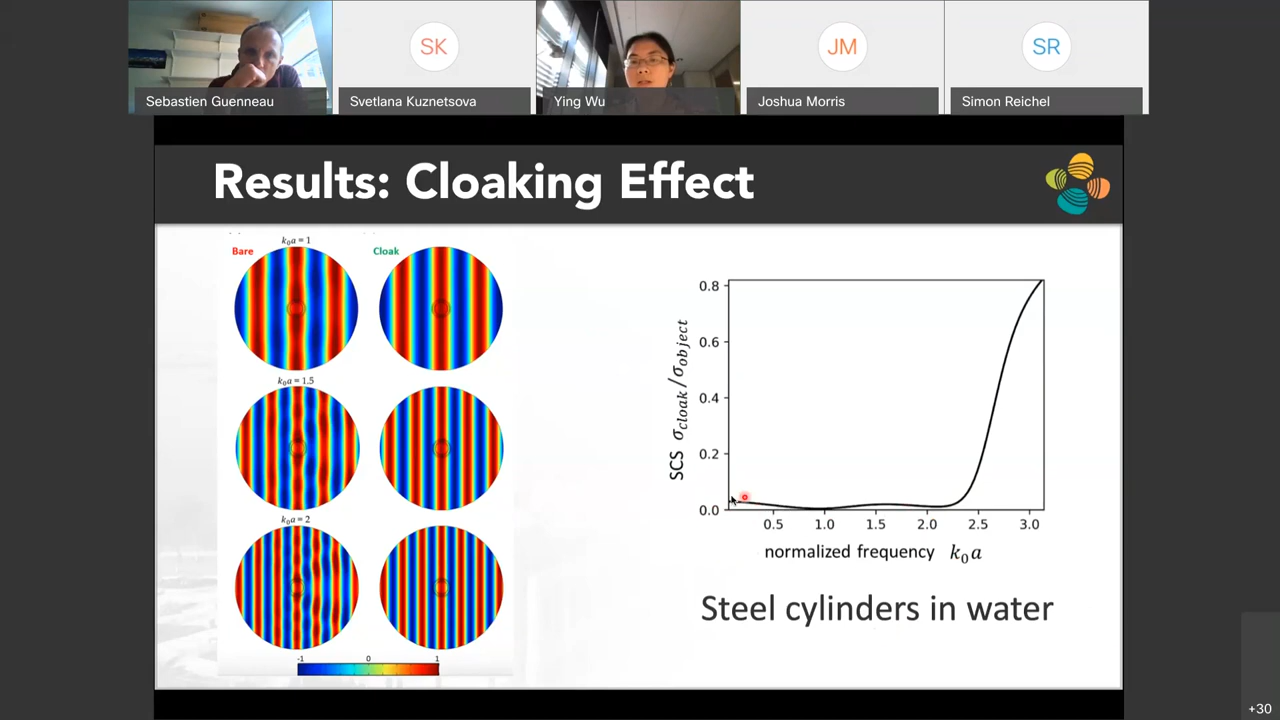 SK
JM
SR
Sebastien Guenneau
Svetlana Kuznetsova
Ying Wu
Joshua Morris
Simon Reichel
Results: Cloaking Effect
k₀a = 1
Bare
Cloak
k₀a = 1.5
k₀a = 2
-1 0 1
SCS σcloak/σobject
0.8
0.6
0.4
0.2
0.0
0.5 1.0 1.5 2.0 2.5 3.0
normalized frequency k₀a
Steel cylinders in water
+30